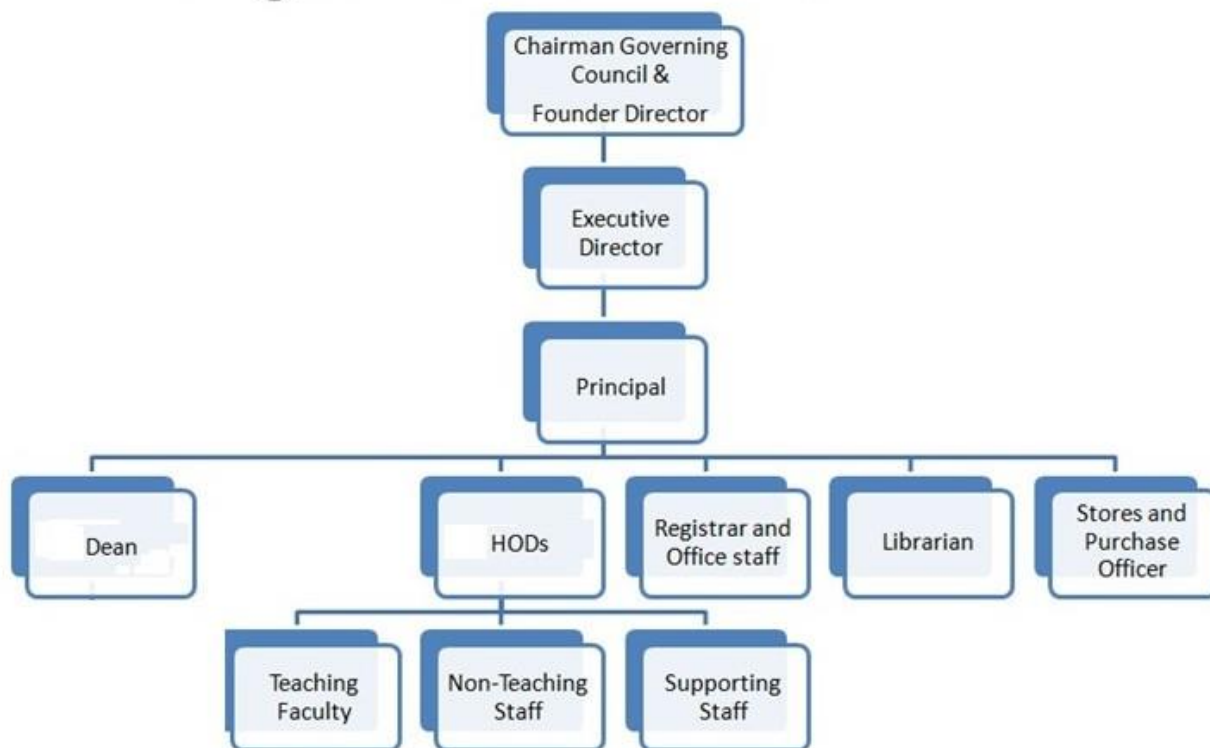 Chairman Governing
Council &
Founder Director
Executive
Director
Principal
Dean
HODs
Registrar and
Office staff
Librarian
Stores and
Purchase
Officer
Teaching
Faculty
Non-Teaching
Staff
Supporting
Staff